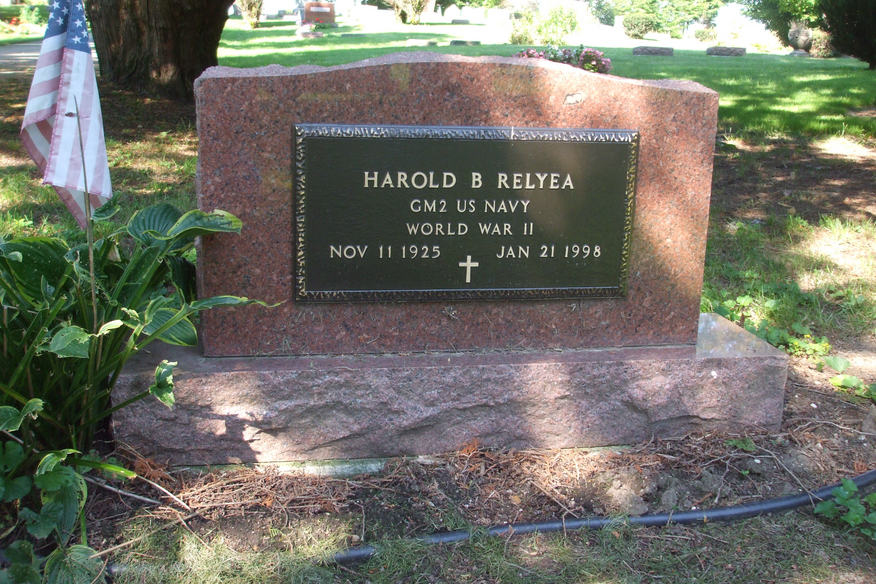 HAROLD B RELYEA
GM2 US NAVY
WORLD WAR II
NOV 11 1925 JAN 21 1998